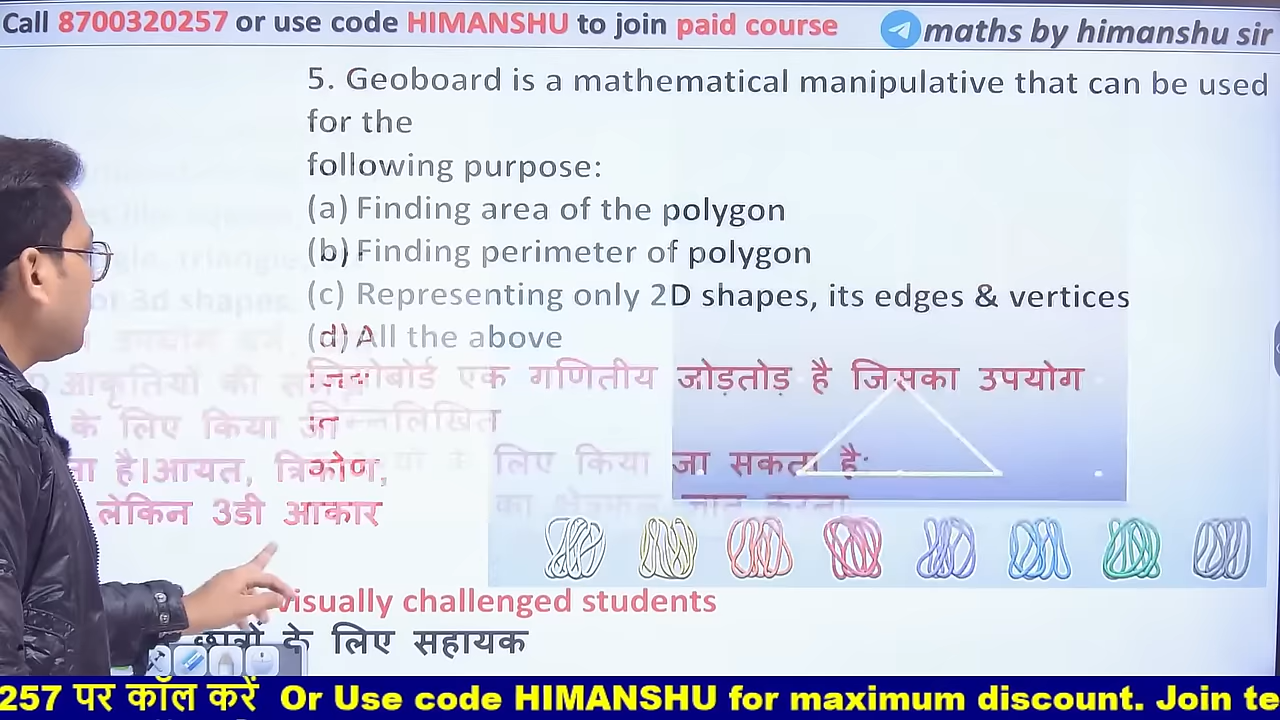 Call 8700320257 or use code HIMANSHU to join paid course
maths by himanshu sir
5. Geoboard is a mathematical manipulative that can be used
for the
following purpose:
(a) Finding area of the polygon
(b) Finding perimeter of polygon
(c) Representing only 2D shapes, its edges & vertices
(d) All the above
एक गणितीय जोड़तोड़ है जिसका उपयोग
आकृतियों की
के लिए किया जा
लिए किया जा सकता है:
है।आयत, त्रिकोण,
लेकिन 3डी आकार
visually challenged students
छात्रों के लिए सहायक
257 पर कॉल करें Or Use code HIMANSHU for maximum discount. Join te